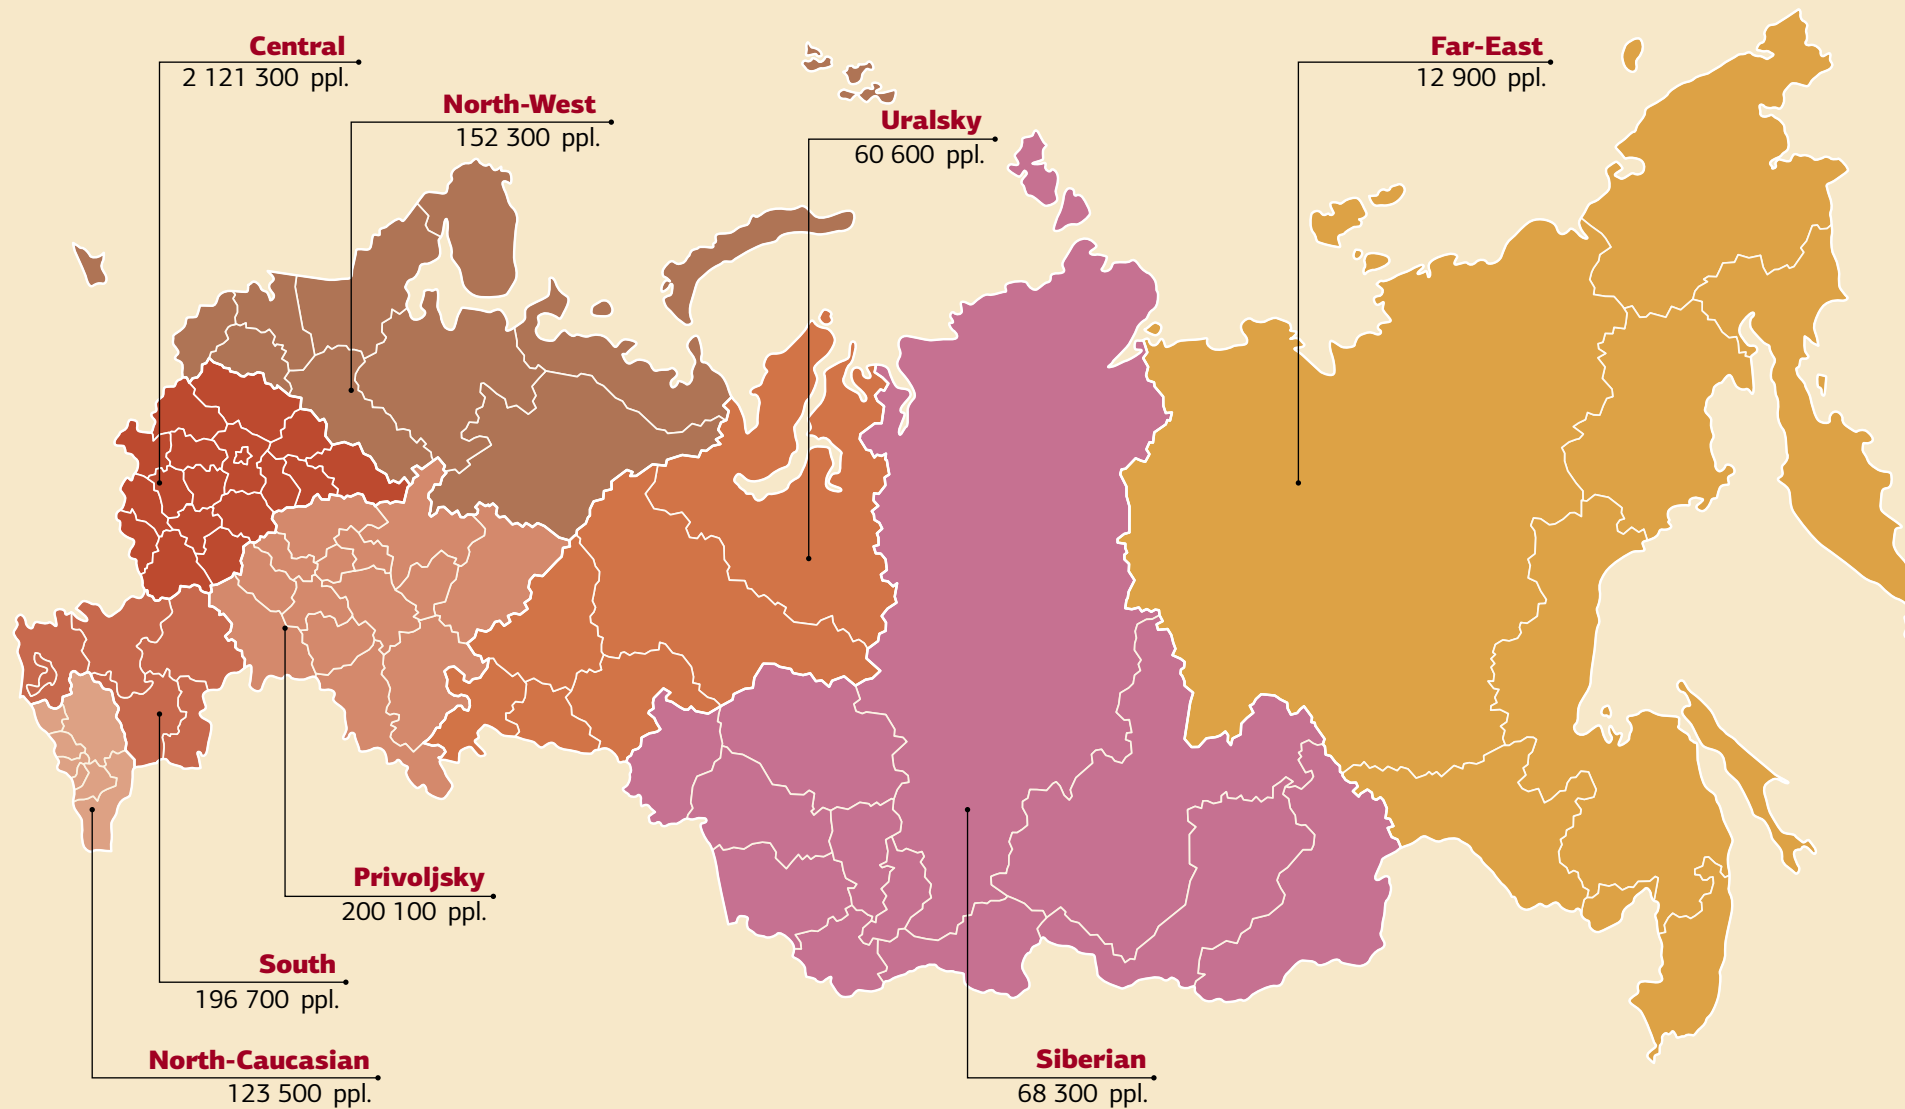 Central
2 121 300 ppl.
North-West
152 300 ppl.
Uralsky
60 600 ppl.
Far-East
12 900 ppl.
Privoljsky
200 100 ppl.
South
196 700 ppl.
North-Caucasian
123 500 ppl.
Siberian
68 300 ppl.